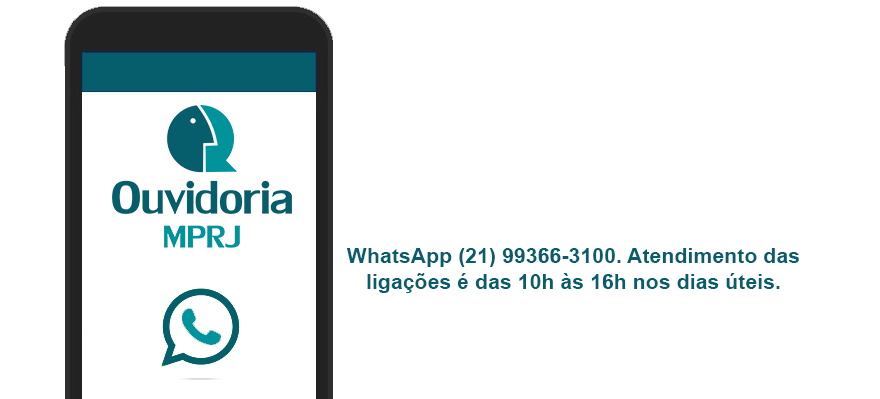 Ouvidoria
MPRJ
WhatsApp (21) 99366-3100. Atendimento das
ligações é das 10h às 16h nos dias úteis.